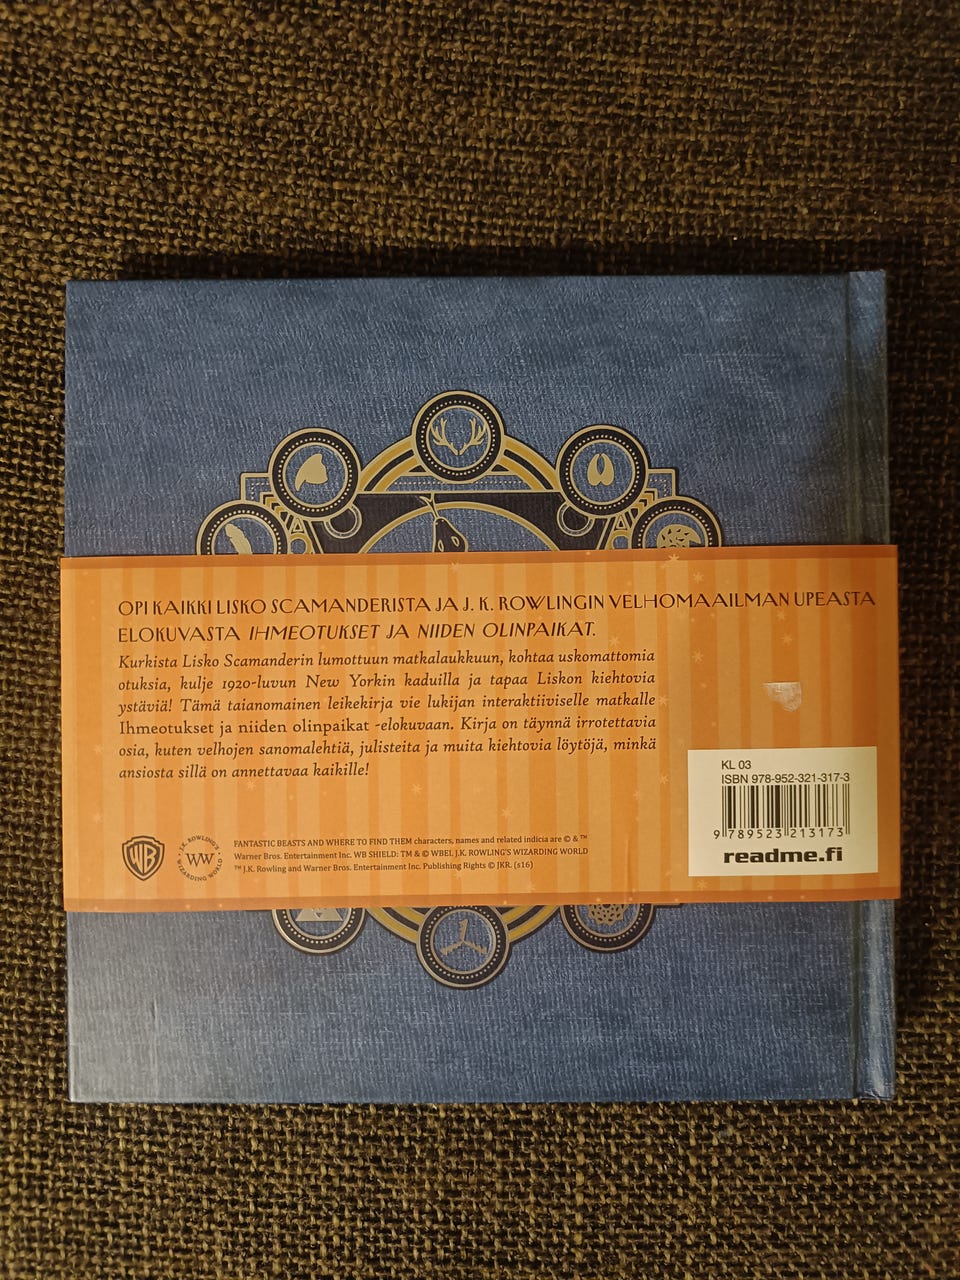 OPI KAIKKI LISKO SCAMANDERISTA JA J. K. ROWLINGIN VELHOMAAILMAN UPEASTA
ELOKUVASTA IHMEOTUKSET JA NIIDEN OLINPAIKAT.
Kurkista Lisko Scamanderin lumottuun matkalaukkuun, kohtaa uskomattomia
otuksia, kulje 1920-luvun New Yorkin kaduilla ja tapaa Liskon kiehtovia
ystäviä! Tämä taianomainen leikekirja vie lukijan interaktiiviselle matkalle
Ihmeotukset ja niiden olinpaikat -elokuvaan. Kirja on täynnä irrotettavia
osia, kuten velhojen sanomalehtiä, julisteita ja muita kiehtovia löytöjä, minkä
ansiosta sillä on annettavaa kaikille!
KL 03
ISBN 978-952-321-317-3
9 789523 213173
readme.fi
WB
J.K. ROWLING'S
WW
WIZARDING WORLD
FANTASTIC BEASTS AND WHERE TO FIND THEM characters, names and related indicia are © & ™
Warner Bros. Entertainment Inc. WB SHIELD: TM & © WBEI. J.K. ROWLING'S WIZARDING WORLD
™ J.K. Rowling and Warner Bros. Entertainment Inc. Publishing Rights © JKR. (s16)